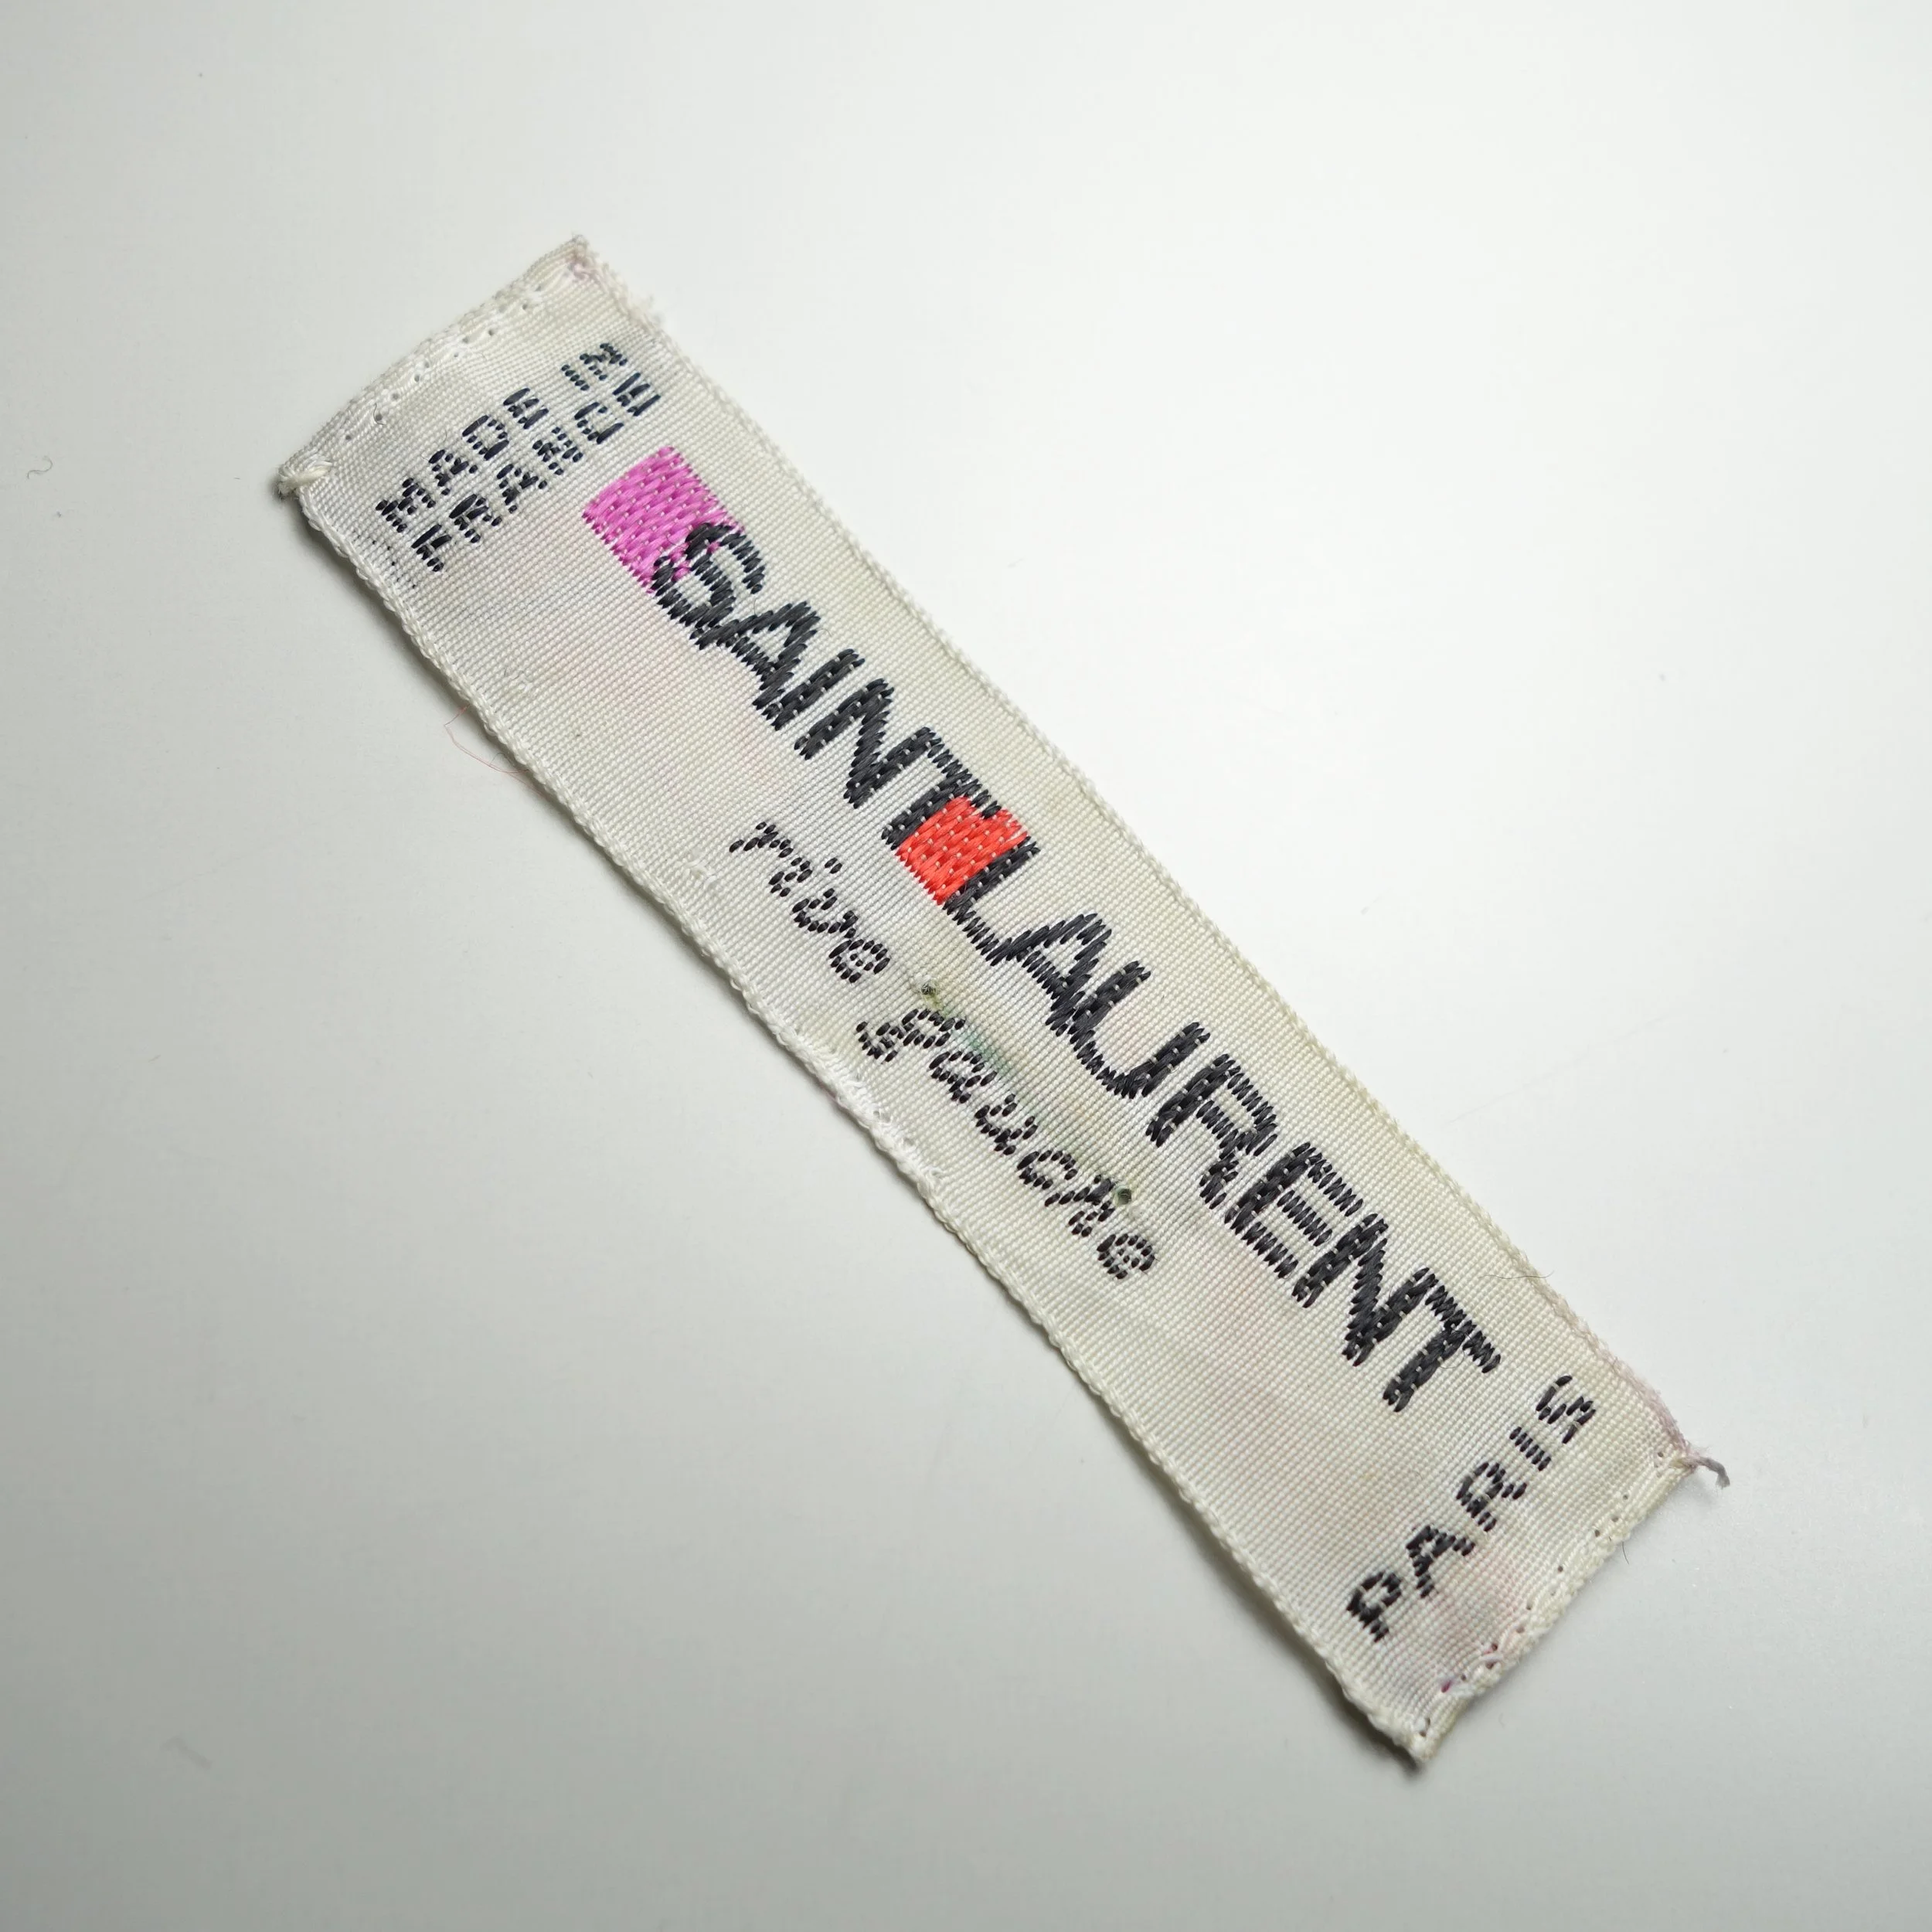 MADE IN
FRANCE
SAINT LAURENT
rive gauche
PARIS